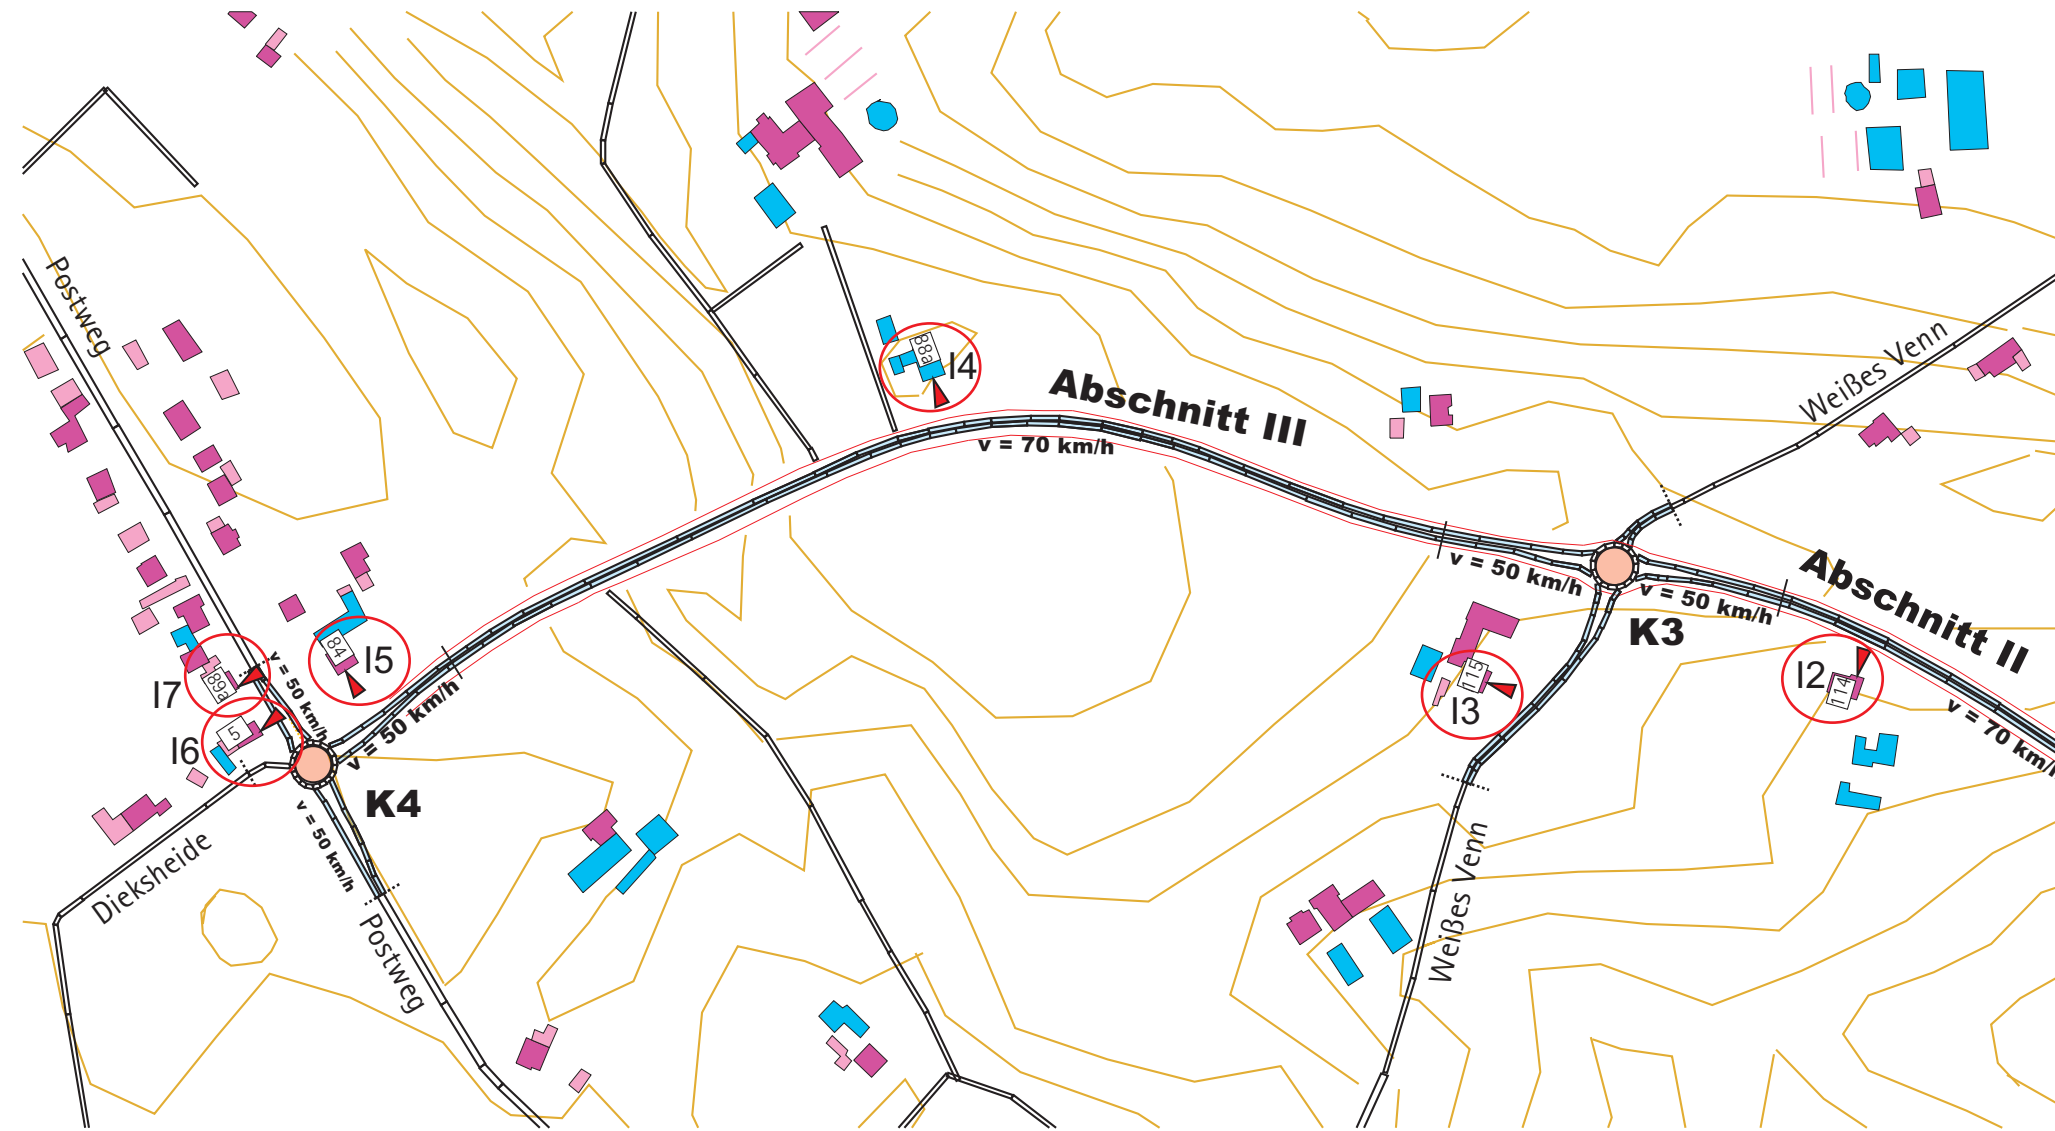 Postweg
88a
I4
Abschnitt III
v = 70 km/h
Weißes Venn
v = 50 km/h
v = 50 km/h
K3
Abschnitt II
84
I5
v = 50 km/h
89a
I7
5
I6
v = 50 km/h
K4
v = 50 km/h
115
I3
I2
114
v = 70 km/h
Dieksheide
Postweg
Weißes Venn